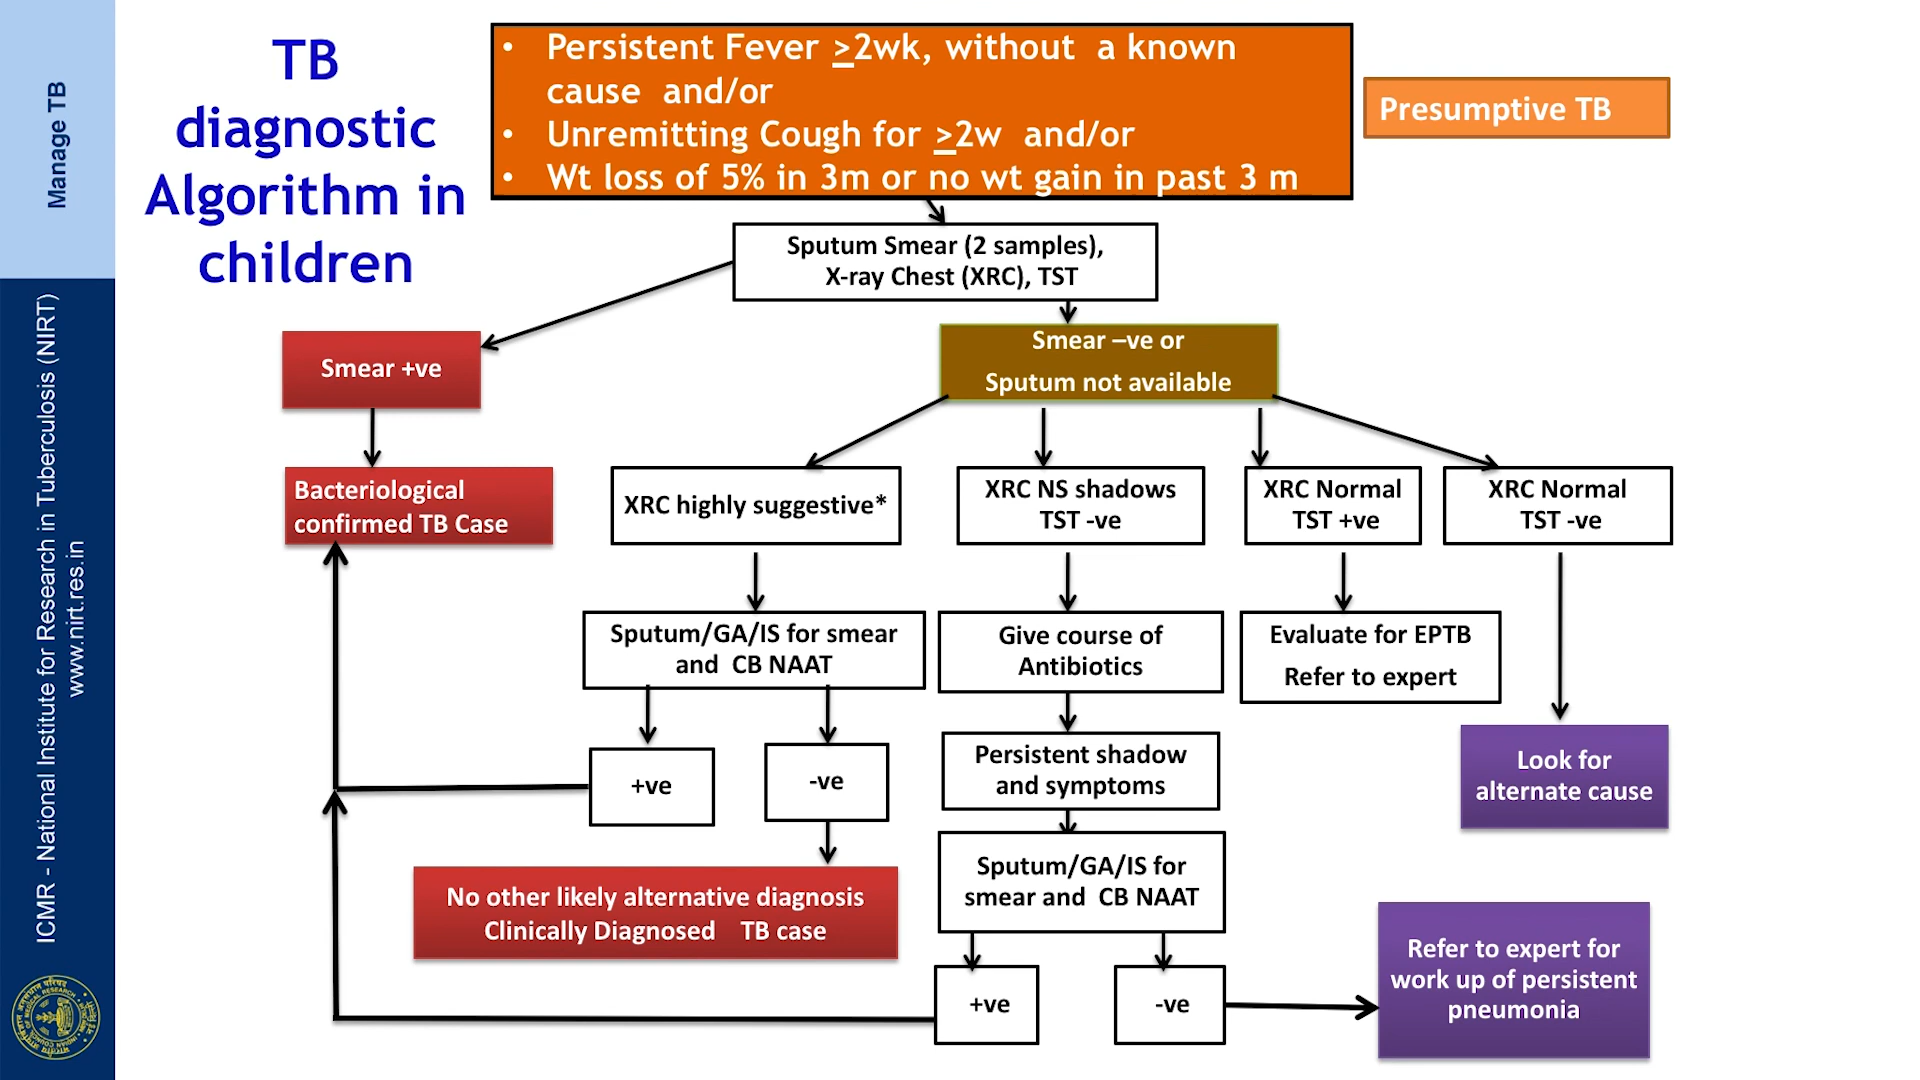 Manage TB
ICMR - National Institute for Research in Tuberculosis (NIRT)
www.nirt.res.in
TB
diagnostic
Algorithm in
children
• Persistent Fever >2wk, without a known
cause and/or
• Unremitting Cough for >2w and/or
• Wt loss of 5% in 3m or no wt gain in past 3 m
Presumptive TB
Sputum Smear (2 samples),
X-ray Chest (XRC), TST
Smear +ve
Smear –ve or
Sputum not available
Bacteriological
confirmed TB Case
XRC highly suggestive*
XRC NS shadows
TST -ve
XRC Normal
TST +ve
XRC Normal
TST -ve
Sputum/GA/IS for smear
and CB NAAT
Give course of
Antibiotics
Evaluate for EPTB
Refer to expert
+ve
-ve
Persistent shadow
and symptoms
Look for
alternate cause
No other likely alternative diagnosis
Clinically Diagnosed TB case
Sputum/GA/IS for
smear and CB NAAT
+ve
-ve
Refer to expert for
work up of persistent
pneumonia